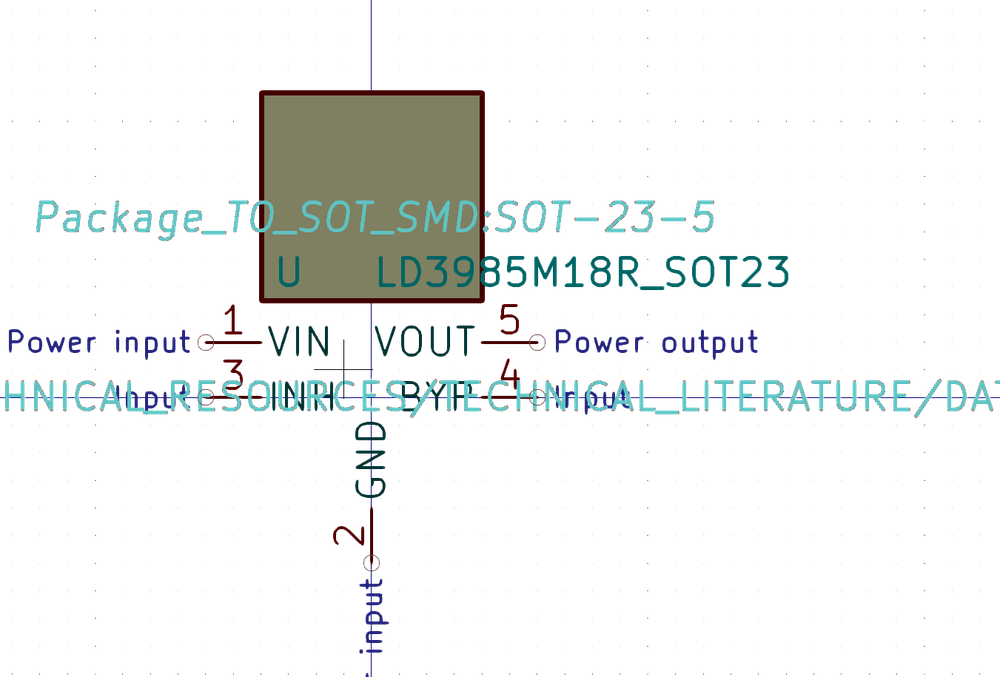 Package_TO_SOT_SMD:SOT-23-5
U LD3985M18R_SOT23
Power input 1 VIN VOUT 5 Power output
Input 3 INH BYP 4 Input
HNICAL_RESOURCES/TECHNICAL_LITERATURE/DA
GND
2
input